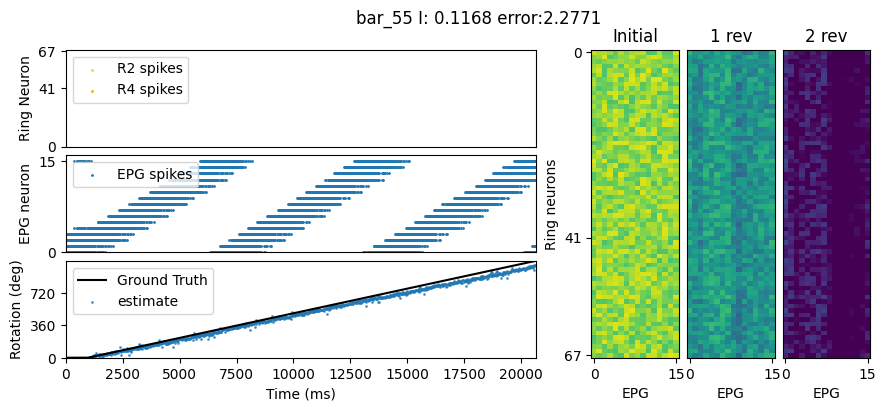 bar_55 I: 0.1168 error:2.2771
Ring Neuron
67
41
0
R2 spikes
R4 spikes
EPG neuron
15
0
EPG spikes
Rotation (deg)
720
360
0
Ground Truth
estimate
0 2500 5000 7500 10000 12500 15000 17500 20000
Time (ms)
Initial 1 rev 2 rev
Ring neurons
0
41
67
0 15 0 15 0 15
EPG EPG EPG